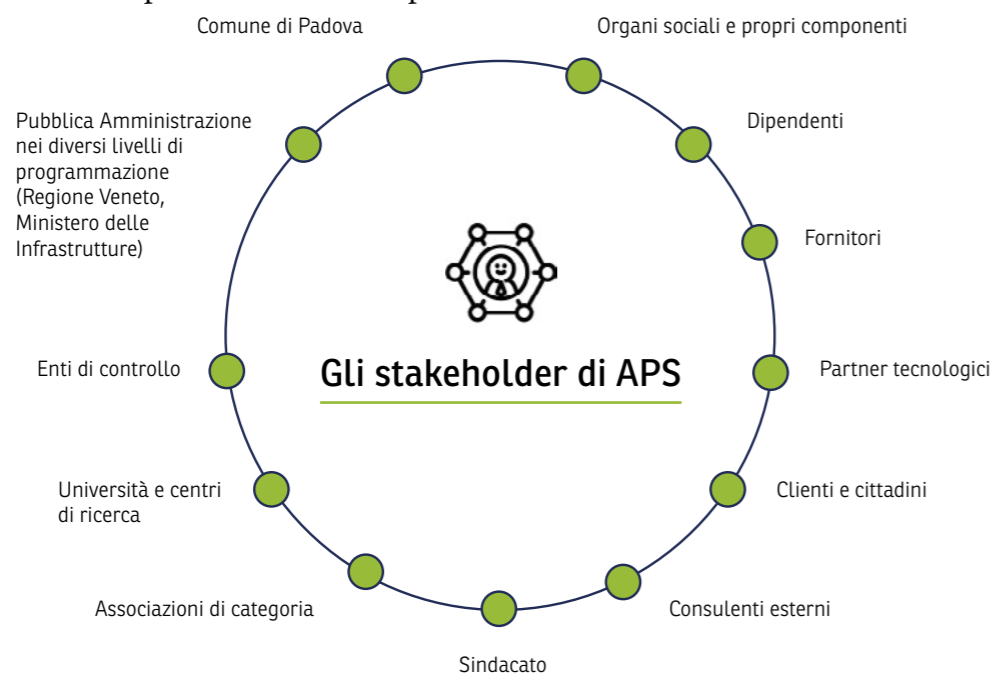 Comune di Padova
Organi sociali e propri componenti
Pubblica Amministrazione
nei diversi livelli di
programmazione
(Regione Veneto,
Ministero delle
Infrastrutture)
Dipendenti
Fornitori
Gli stakeholder di APS
Enti di controllo
Partner tecnologici
Università e centri
di ricerca
Clienti e cittadini
Associazioni di categoria
Consulenti esterni
Sindacato